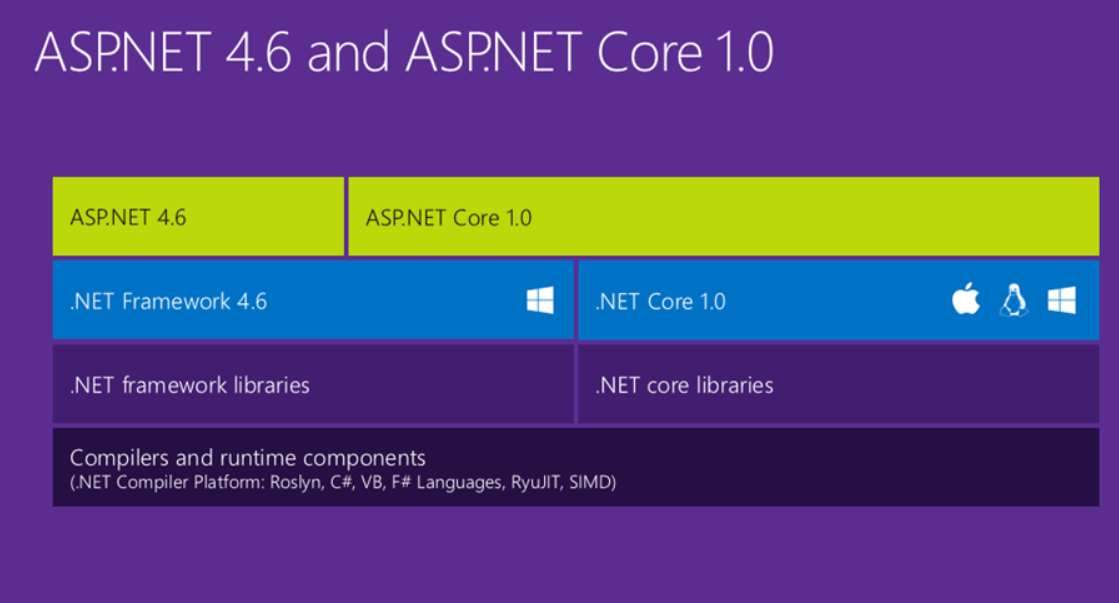 ASP.NET 4.6 and ASP.NET Core 1.0
ASP.NET 4.6
ASP.NET Core 1.0
.NET Framework 4.6
.NET Core 1.0
.NET framework libraries
.NET core libraries
Compilers and runtime components
(.NET Compiler Platform: Roslyn, C#, VB, F# Languages, RyuJIT, SIMD)